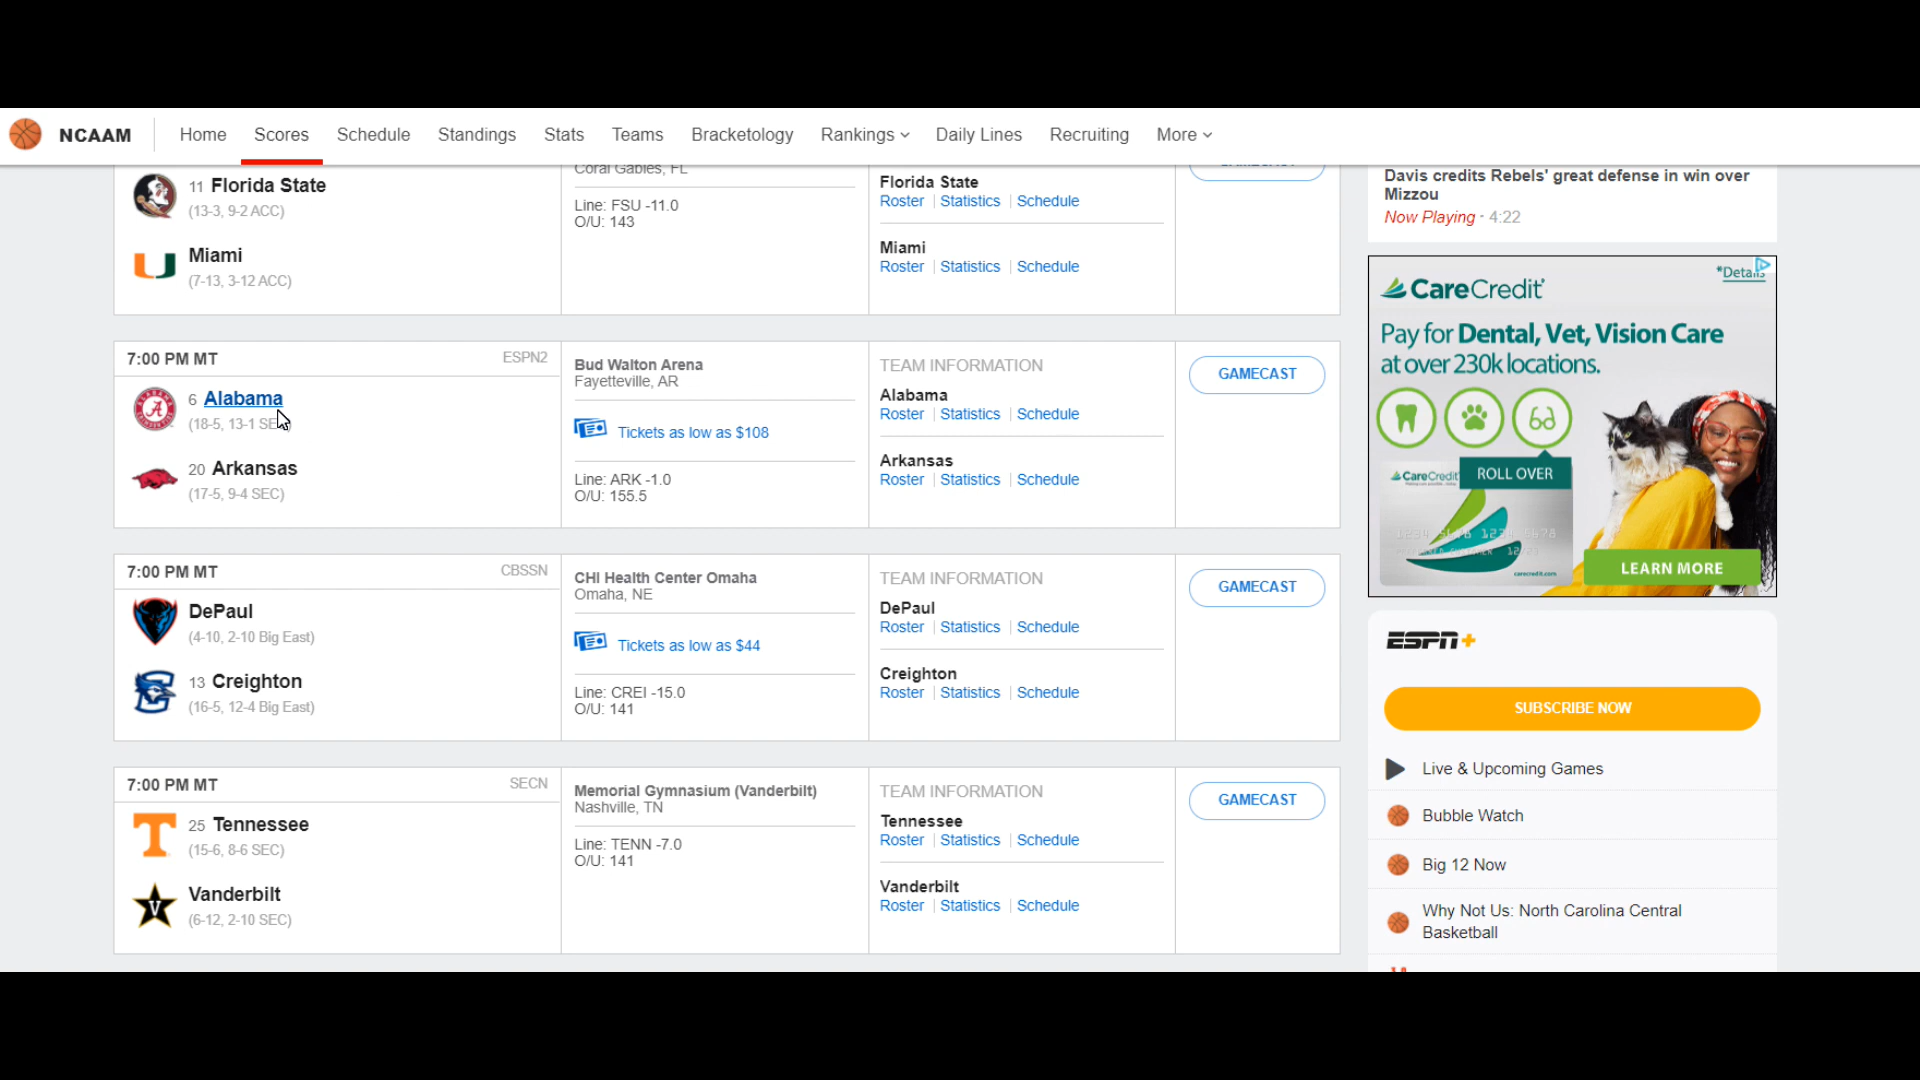 NCAAM
Home
Scores
Schedule
Standings
Stats
Teams
Bracketology
Rankings
Daily Lines
Recruiting
More
11 Florida State
(13-3, 9-2 ACC)
Miami
(7-13, 3-12 ACC)
Coral Gables, FL
Line: FSU -11.0
O/U: 143
Florida State
Roster | Statistics | Schedule
Miami
Roster | Statistics | Schedule
7:00 PM MT
ESPN2
6 Alabama
(18-5, 13-1 SE
20 Arkansas
(17-5, 9-4 SEC)
Bud Walton Arena
Fayetteville, AR
Tickets as low as $108
Line: ARK -1.0
O/U: 155.5
TEAM INFORMATION
Alabama
Roster | Statistics | Schedule
Arkansas
Roster | Statistics | Schedule
GAMECAST
7:00 PM MT
CBSSN
DePaul
(4-10, 2-10 Big East)
13 Creighton
(16-5, 12-4 Big East)
CHI Health Center Omaha
Omaha, NE
Tickets as low as $44
Line: CREI -15.0
O/U: 141
TEAM INFORMATION
DePaul
Roster | Statistics | Schedule
Creighton
Roster | Statistics | Schedule
GAMECAST
7:00 PM MT
SECN
25 Tennessee
(15-6, 8-6 SEC)
Vanderbilt
(6-12, 2-10 SEC)
Memorial Gymnasium (Vanderbilt)
Nashville, TN
Line: TENN -7.0
O/U: 141
TEAM INFORMATION
Tennessee
Roster | Statistics | Schedule
Vanderbilt
Roster | Statistics | Schedule
GAMECAST
Davis credits Rebels' great defense in win over
Mizzou
Now Playing · 4:22
*Details
CareCredit
Pay for Dental, Vet, Vision Care
at over 230k locations.
CareCredit
ROLL OVER
carecredit.com
LEARN MORE
ESPN+
SUBSCRIBE NOW
Live & Upcoming Games
Bubble Watch
Big 12 Now
Why Not Us: North Carolina Central
Basketball